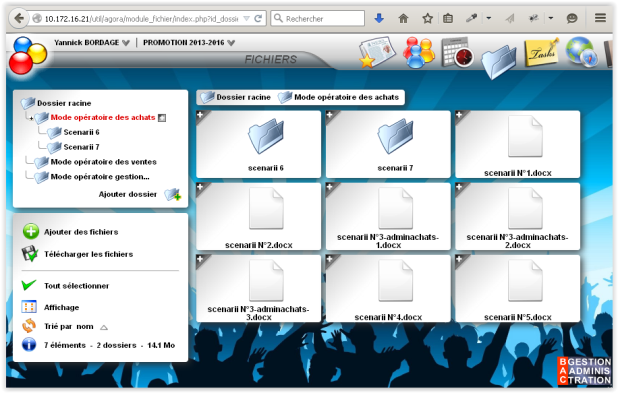 10.172.16.21/util/agora/module_fichier/index.php?id_dossie
Rechercher
Yannick BORDAGE
PROMOTION 2013-2016
FICHIERS
Tasks
Dossier racine
Mode opératoire des achats
Scenarii 6
Scenarii 7
Mode opératoire des ventes
Mode opératoire gestion...
Ajouter dossier
Ajouter des fichiers
Télécharger les fichiers
Tout sélectionner
Affichage
Trié par nom
7 éléments - 2 dossiers - 14.1 Mo
Dossier racine
Mode opératoire des achats
scenarii 6
scenarii 7
scenarii N°1.docx
scenarii N°2.docx
scenarii N°3-adminachats-
1.docx
scenarii N°3-adminachats-
2.docx
scenarii N°3-adminachats-
3.docx
scenarii N°4.docx
scenarii N°5.docx
BGESTION
AADMINIS
CTRATION